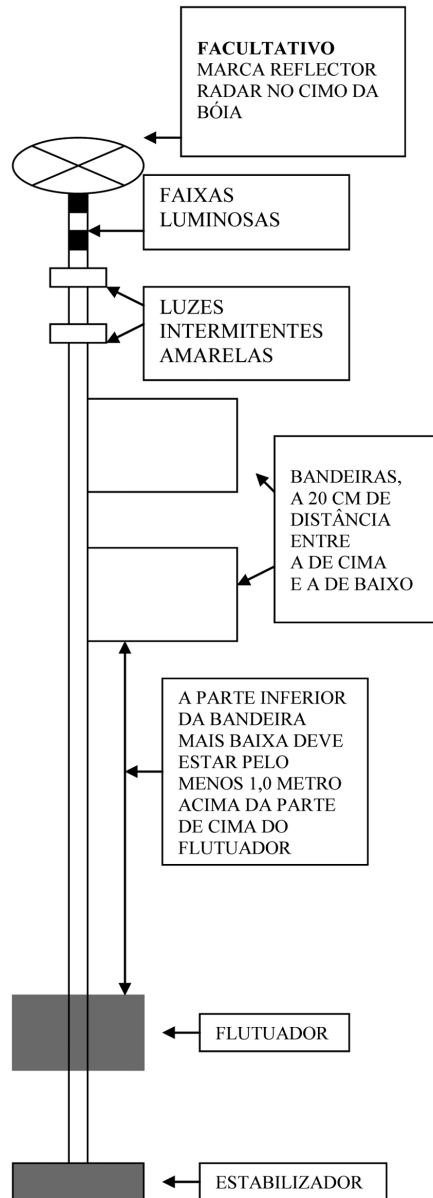 FACULTATIVO
MARCA REFLECTOR
RADAR NO CIMO DA
BÓIA
FAIXAS
LUMINOSAS
LUZES
INTERMITENTES
AMARELAS
BANDEIRAS,
A 20 CM DE
DISTÂNCIA
ENTRE
A DE CIMA
E A DE BAIXO
A PARTE INFERIOR
DA BANDEIRA
MAIS BAIXA DEVE
ESTAR PELO
MENOS 1,0 METRO
ACIMA DA PARTE
DE CIMA DO
FLUTUADOR
FLUTUADOR
ESTABILIZADOR